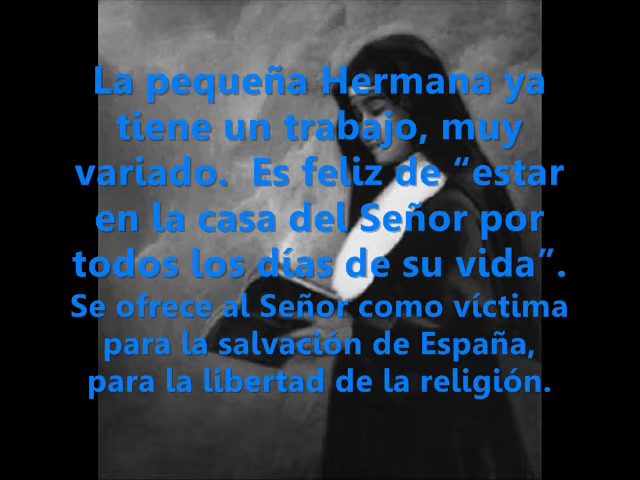 La pequeña Hermana ya
tiene un trabajo, muy
variado.  Es feliz de “estar
en la casa del Señor por
todos los días de su vida”.
Se ofrece al Señor como víctima
para la salvación de España,
para la libertad de la religión.